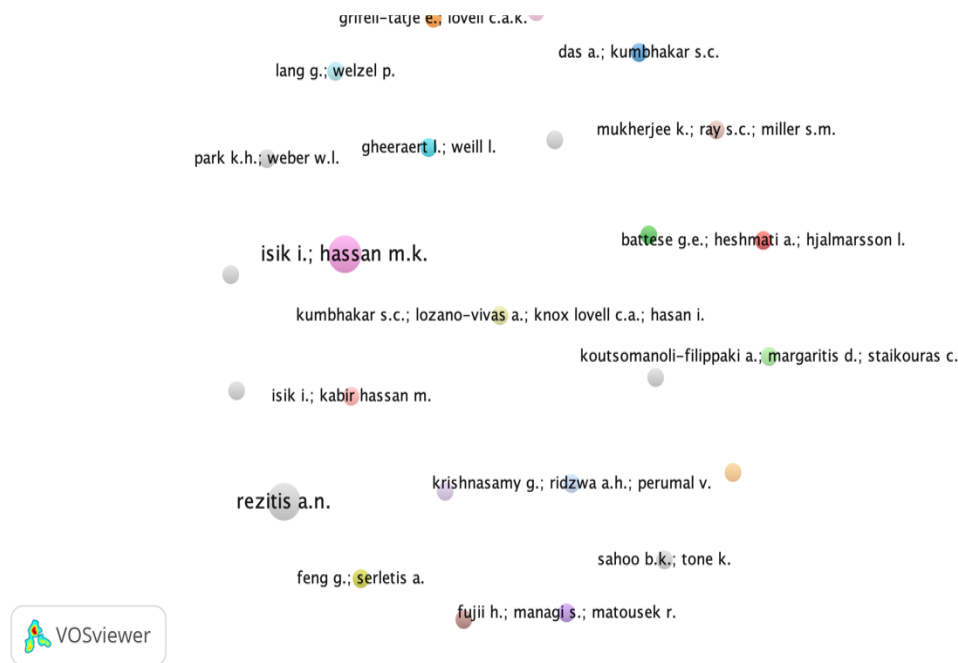 grifell-tatje e.; lovell c.a.k.
das a.; kumbhakar s.c.
lang g.; welzel p.
mukherjee k.; ray s.c.; miller s.m.
gheeraert l.; weill l.
park k.h.; weber w.l.
battese g.e.; heshmati a.; hjalmarsson l.
isik i.; hassan m.k.
kumbhakar s.c.; lozano-vivas a.; knox lovell c.a.; hasan i.
koutsomanoli-filippaki a.; margaritis d.; staikouras c.
isik i.; kabir hassan m.
krishnasamy g.; ridzwa a.h.; perumal v.
rezitis a.n.
sahoo b.k.; tone k.
feng g.; serletis a.
fujii h.; managi s.; matousek r.
VOSviewer